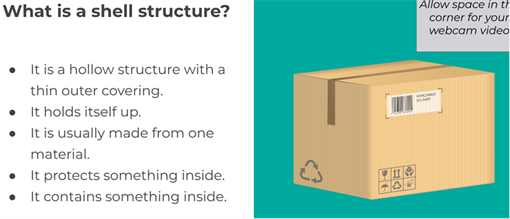 What is a shell structure?
● It is a hollow structure with a
thin outer covering.
● It holds itself up.
● It is usually made from one
material.
● It protects something inside.
● It contains something inside.
Allow space in th
corner for your
webcam video
WORLDWIDE
DELIVERY